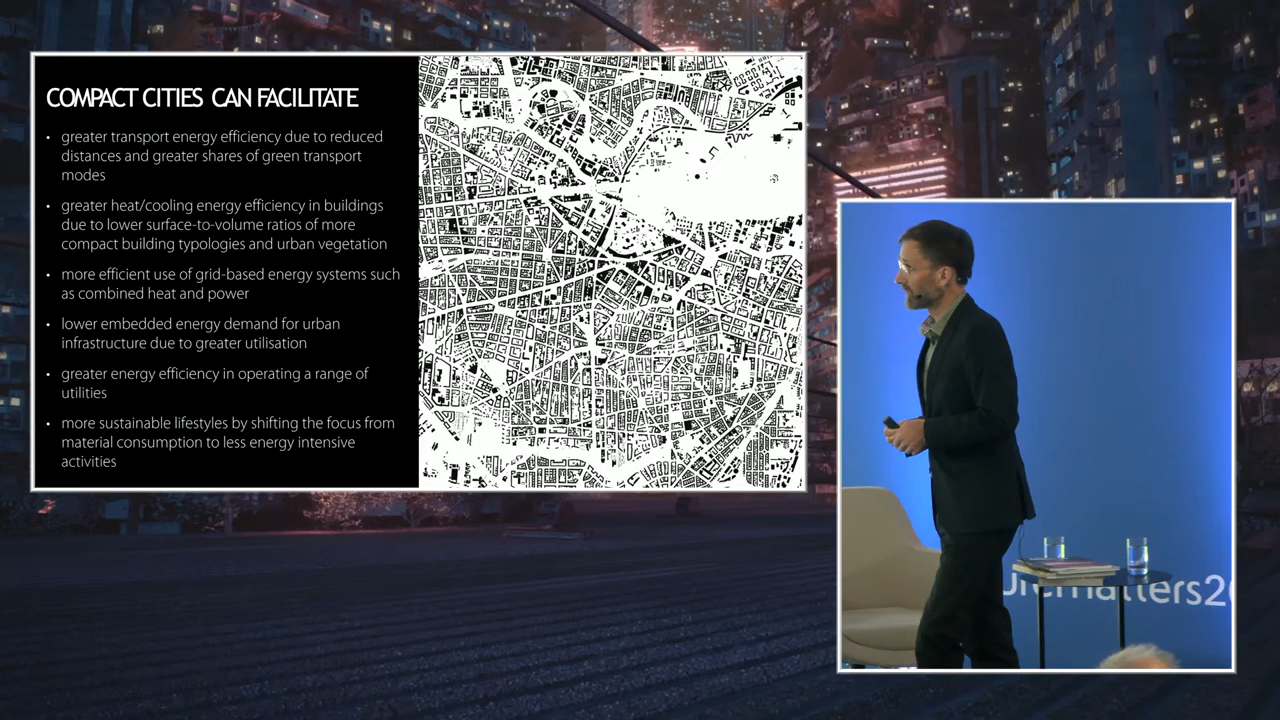 COMPACT CITIES CAN FACILITATE
• greater transport energy efficiency due to reduced
distances and greater shares of green transport
modes
• greater heat/cooling energy efficiency in buildings
due to lower surface-to-volume ratios of more
compact building typologies and urban vegetation
• more efficient use of grid-based energy systems such
as combined heat and power
• lower embedded energy demand for urban
infrastructure due to greater utilisation
• greater energy efficiency in operating a range of
utilities
• more sustainable lifestyles by shifting the focus from
material consumption to less energy intensive
activities
urematters20